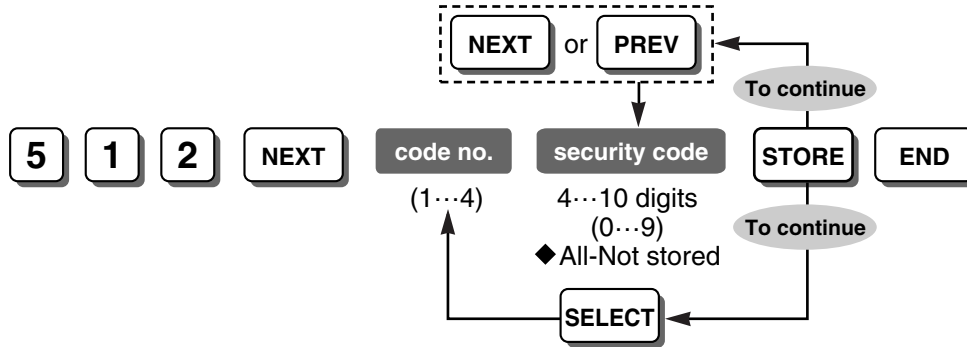 NEXT or PREV
To continue
5 1 2 NEXT code no. security code STORE END
(1···4) 4···10 digits
(0···9)
To continue
◆ All-Not stored
SELECT